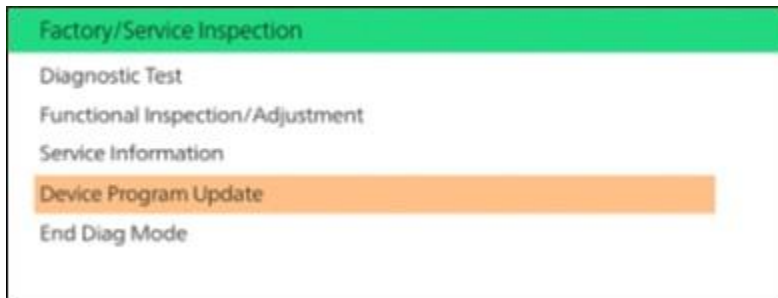 Factory/Service Inspection
Diagnostic Test
Functional Inspection/Adjustment
Service Information
Device Program Update
End Diag Mode